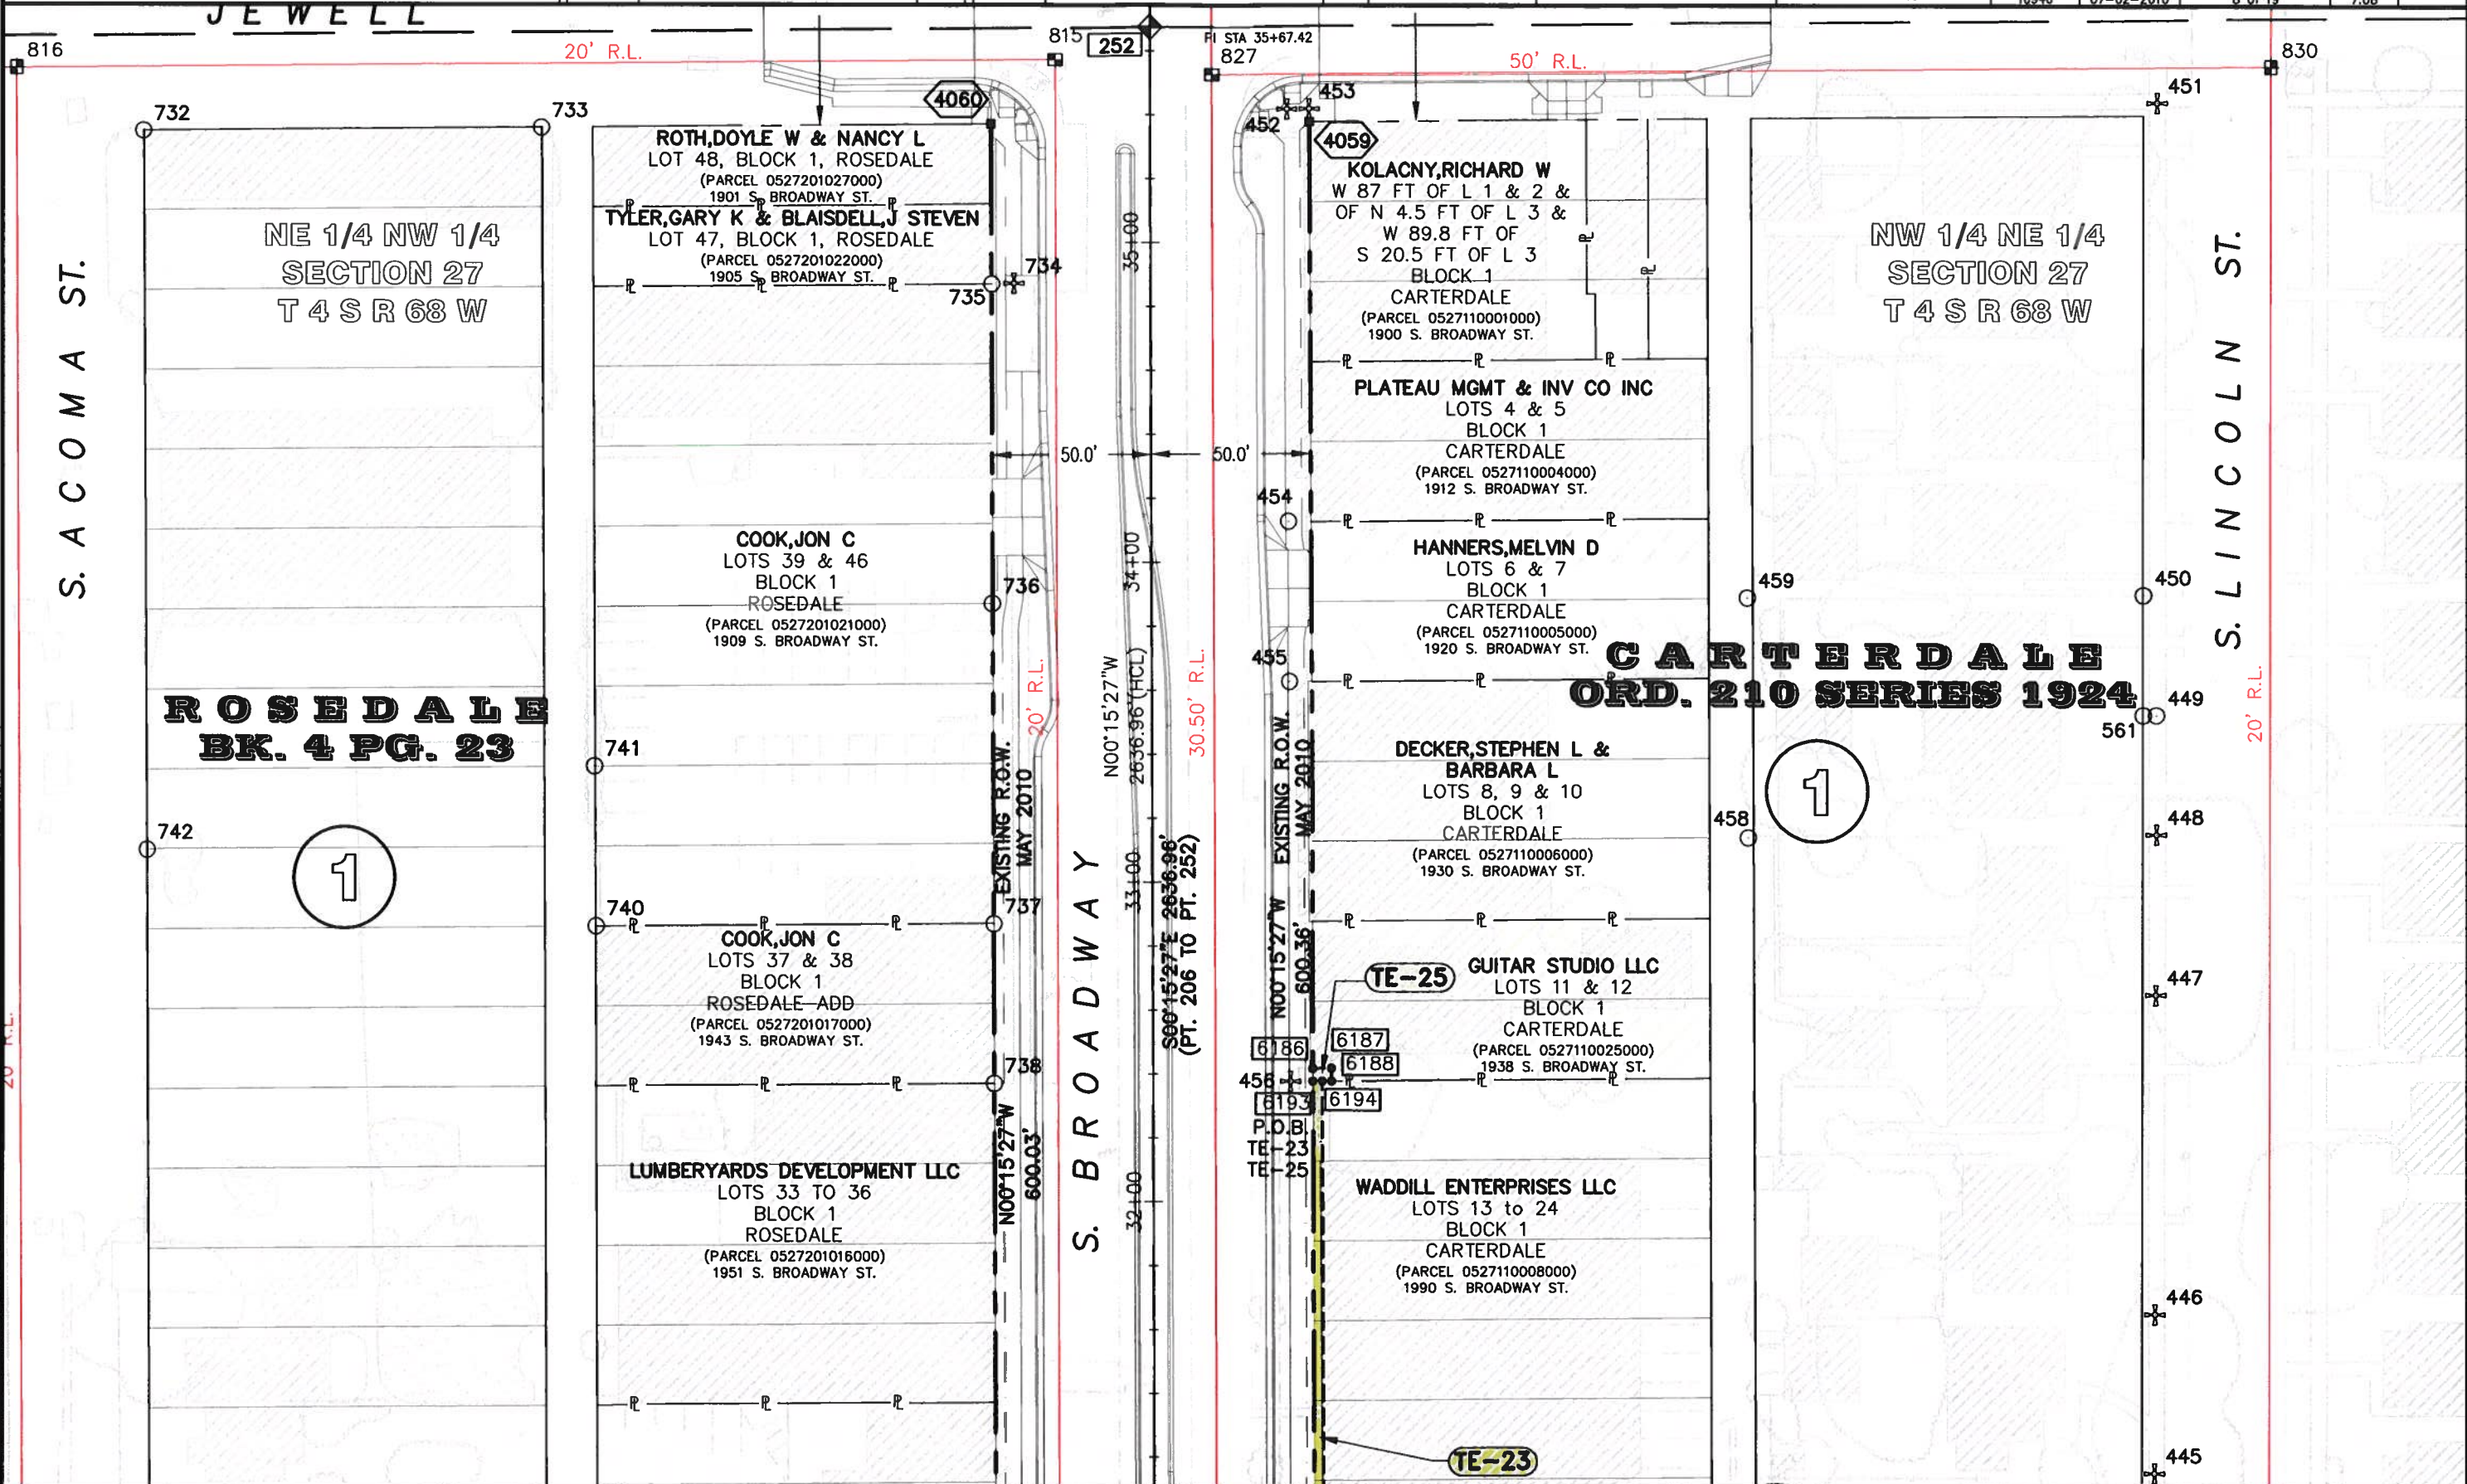 JEWELL
816
20' R.L.
815
252
PI STA 35+67.42
827
50' R.L.
830
451
732
733
4060
452
453
4059
ROTH,DOYLE W & NANCY L
LOT 48, BLOCK 1, ROSEDALE
(PARCEL 0527201027000)
1901 S. BROADWAY ST.
TYLER,GARY K & BLAISDELL,J STEVEN
LOT 47, BLOCK 1, ROSEDALE
(PARCEL 0527201022000)
1905 S. BROADWAY ST.
734
735
KOLACNY,RICHARD W
W 87 FT OF L 1 & 2 &
OF N 4.5 FT OF L 3 &
W 89.8 FT OF
S 20.5 FT OF L 3
BLOCK 1
CARTERDALE
(PARCEL 0527110001000)
1900 S. BROADWAY ST.
NE 1/4 NW 1/4
SECTION 27
T 4 S R 68 W
NW 1/4 NE 1/4
SECTION 27
T 4 S R 68 W
S. ACOMA ST.
S. LINCOLN ST.
35+00
PLATEAU MGMT & INV CO INC
LOTS 4 & 5
BLOCK 1
CARTERDALE
(PARCEL 0527110004000)
1912 S. BROADWAY ST.
50.0'
50.0'
454
COOK,JON C
LOTS 39 & 46
BLOCK 1
ROSEDALE
(PARCEL 0527201021000)
1909 S. BROADWAY ST.
736
34+00
HANNERS,MELVIN D
LOTS 6 & 7
BLOCK 1
CARTERDALE
(PARCEL 0527110005000)
1920 S. BROADWAY ST.
455
459
450
ROSEDALE
BK. 4 PG. 23
1
CARTERDALE
ORD. 210 SERIES 1924
1
449
561
20' R.L.
20' R.L.
N00°15'27"W
2636.96'(HCL)
30.50' R.L.
741
742
EXISTING R.O.W.
MAY 2010
EXISTING R.O.W.
MAY 2010
DECKER,STEPHEN L &
BARBARA L
LOTS 8, 9 & 10
BLOCK 1
CARTERDALE
(PARCEL 0527110006000)
1930 S. BROADWAY ST.
458
448
33+00
S00°15'27"E 2636.96'
(PT. 206 TO PT. 252)
740
737
COOK,JON C
LOTS 37 & 38
BLOCK 1
ROSEDALE ADD
(PARCEL 0527201017000)
1943 S. BROADWAY ST.
S. BROADWAY
N00°15'27"W
600.36'
TE-25
GUITAR STUDIO LLC
LOTS 11 & 12
BLOCK 1
CARTERDALE
(PARCEL 0527110025000)
1938 S. BROADWAY ST.
447
20' R.L.
738
6186
6187
6188
456
6193
6194
P.O.B.
TE-23
TE-25
N00°15'27"W
600.03'
32+00
LUMBERYARDS DEVELOPMENT LLC
LOTS 33 TO 36
BLOCK 1
ROSEDALE
(PARCEL 0527201016000)
1951 S. BROADWAY ST.
WADDILL ENTERPRISES LLC
LOTS 13 to 24
BLOCK 1
CARTERDALE
(PARCEL 0527110008000)
1990 S. BROADWAY ST.
446
TE-23
445